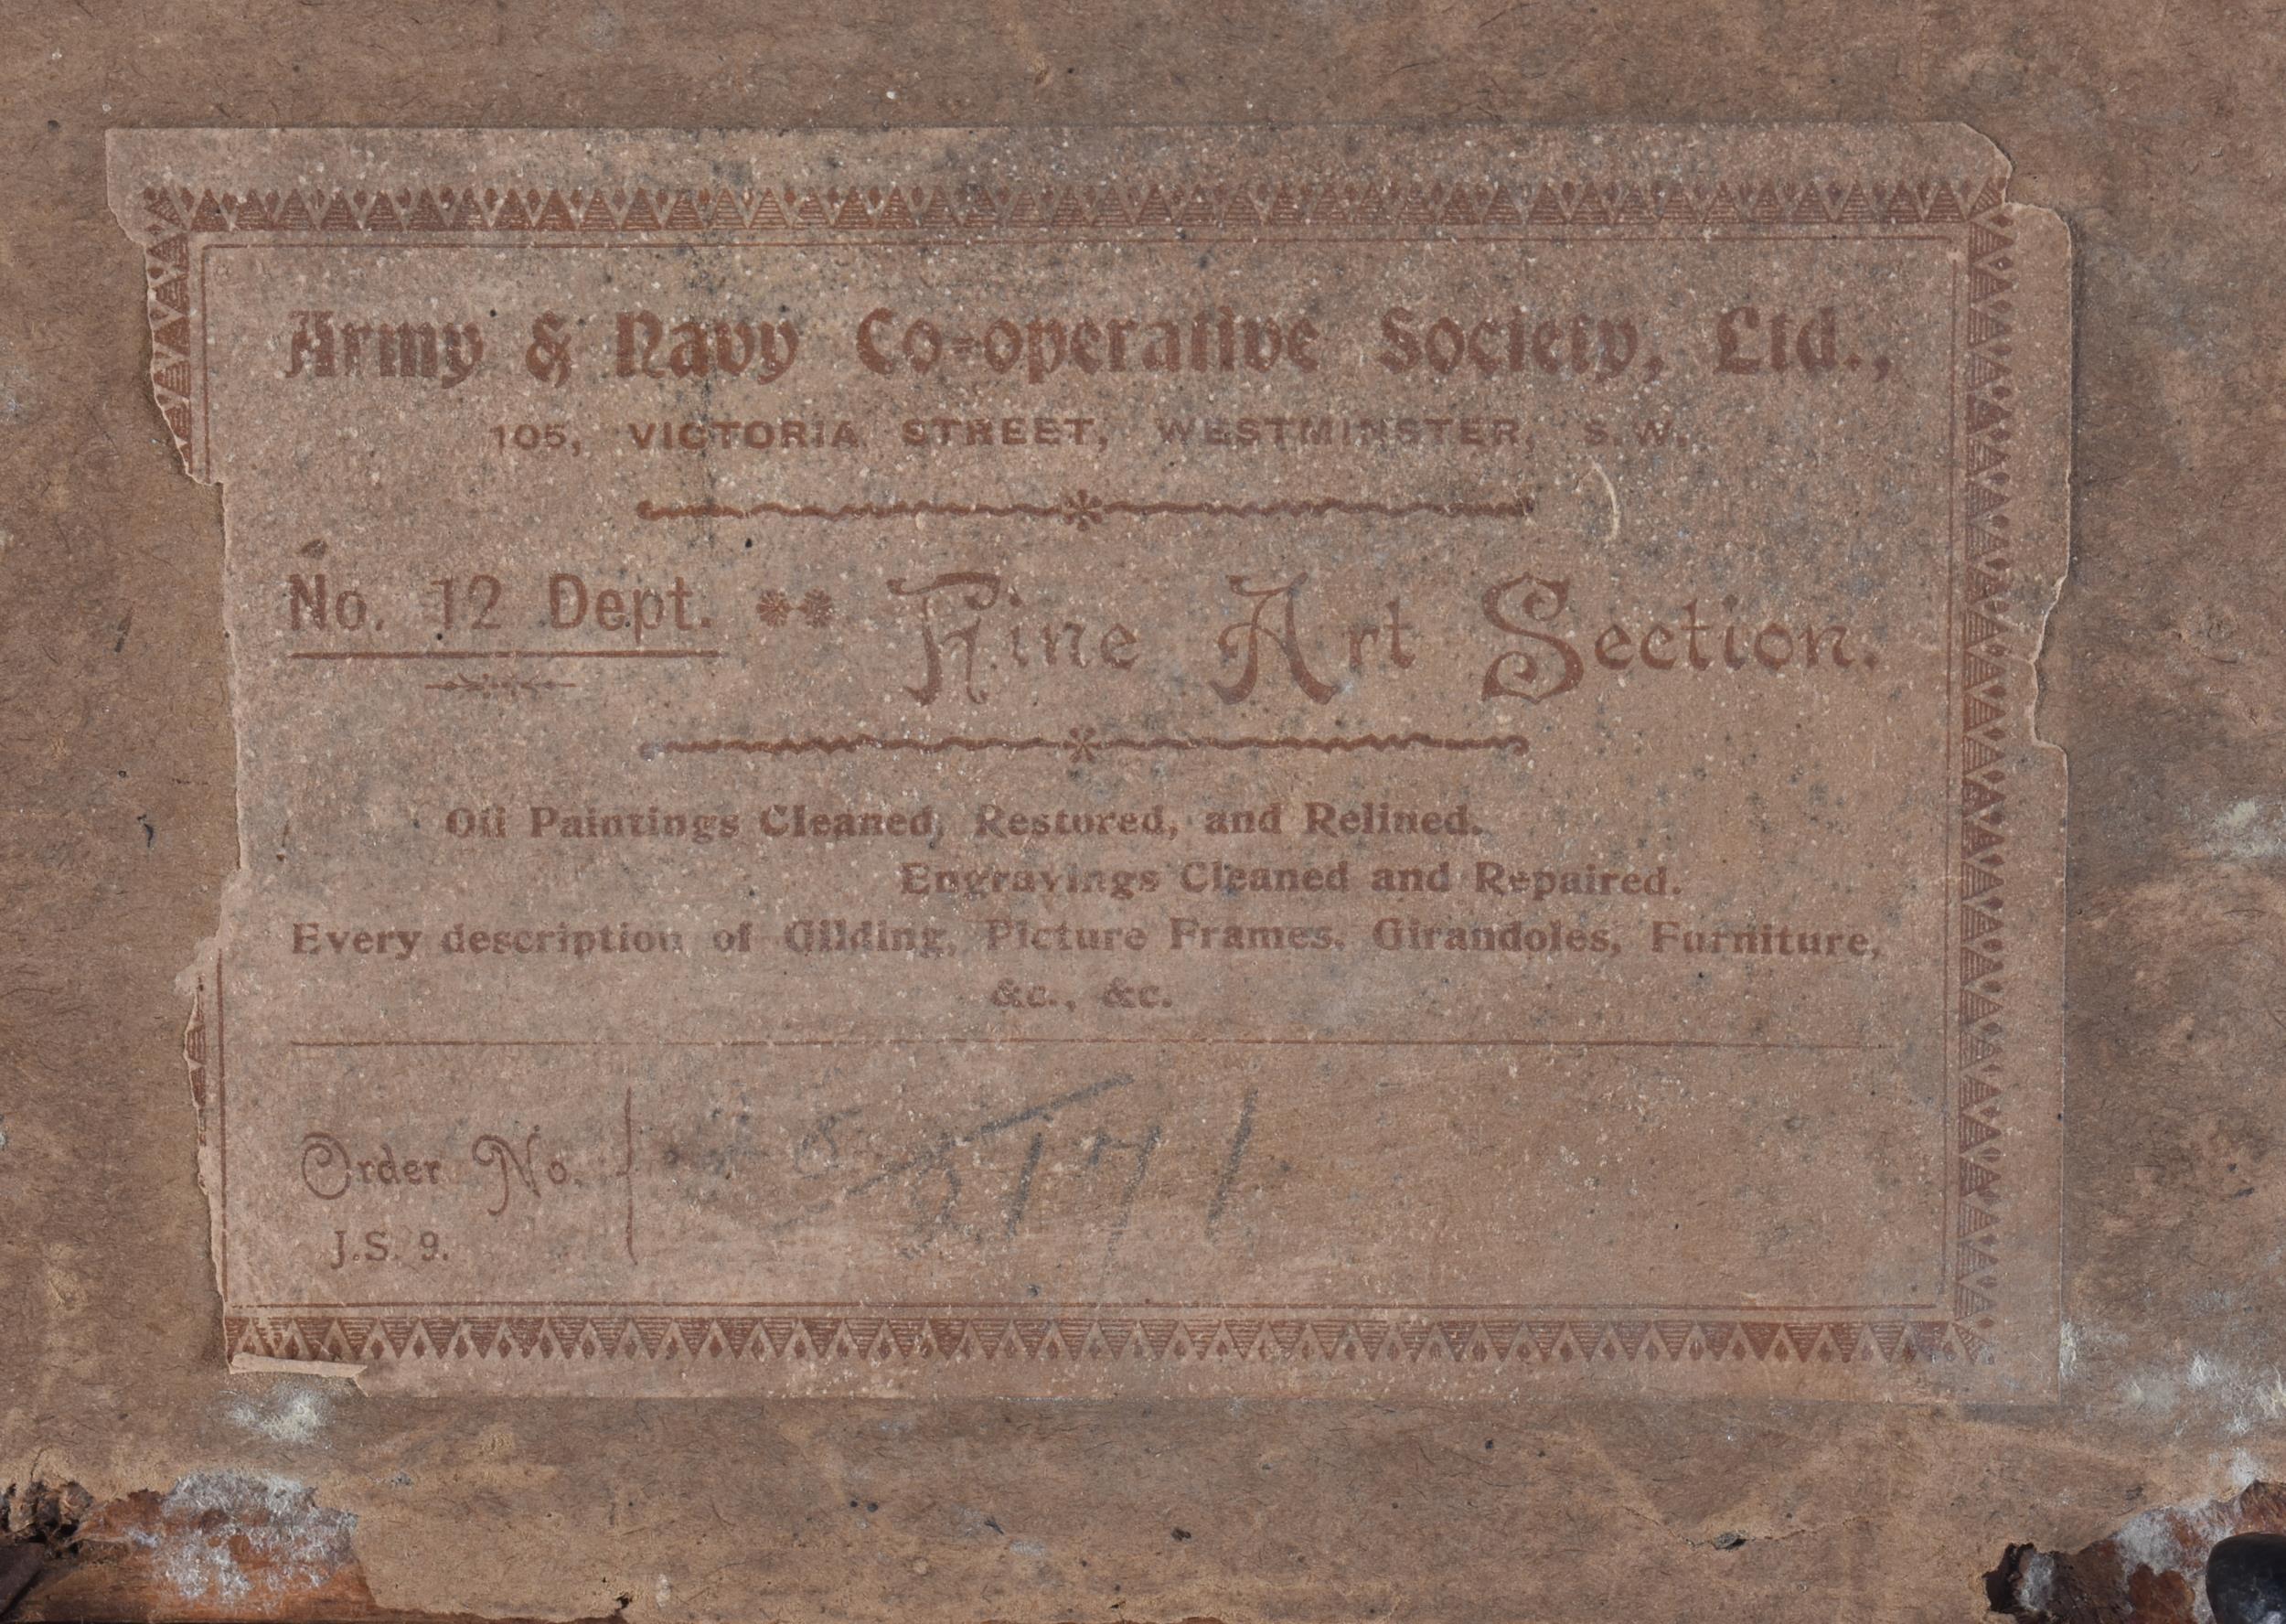 Army & Navy Co-operative Society, Ltd.,
105, VICTORIA STREET, WESTMINSTER, S.W.
No. 12 Dept. ** Fine Art Section.
Oil Paintings Cleaned, Restored, and Relined.
Engravings Cleaned and Repaired.
Every description of Gilding, Picture Frames, Girandoles, Furniture,
&c., &c.
Order No.
J.S. 9.